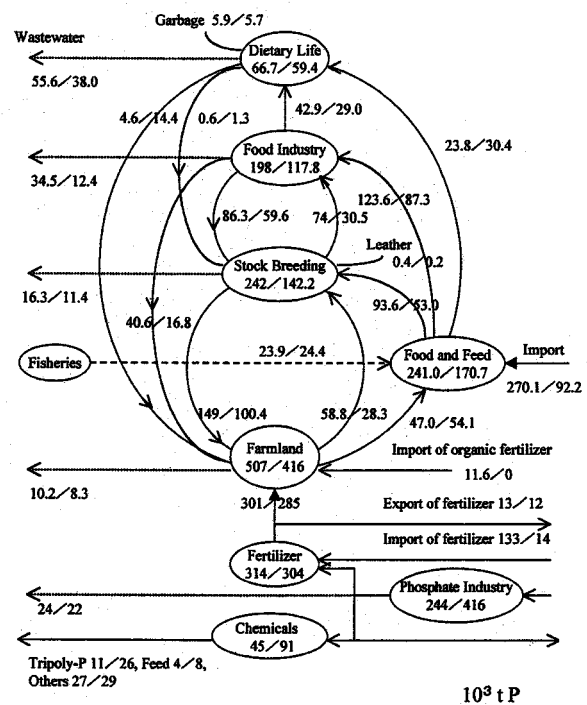 Garbage 5.9／5.7
Wastewater
Dietary Life
66.7／59.4
55.6／38.0
42.9／29.0
4.6／14.4
0.6／1.3
23.8／30.4
Food Industry
198／117.8
34.5／12.4
123.6／87.3
86.3／59.6
74／30.5
Leather
0.4／0.2
Stock Breeding
242／142.2
16.3／11.4
93.6／53.0
40.6／16.8
Fisheries
23.9／24.4
Food and Feed
241.0／170.7
Import
270.1／92.2
149／100.4
58.8／28.3
47.0／54.1
Farmland
507／416
Import of organic fertilizer
11.6／0
10.2／8.3
301／285
Export of fertilizer 13／12
Import of fertilizer 133／14
Fertilizer
314／304
Phosphate Industry
244／416
24／22
Chemicals
45／91
Tripoly-P 11／26, Feed 4／8,
Others 27／29
10³ t P